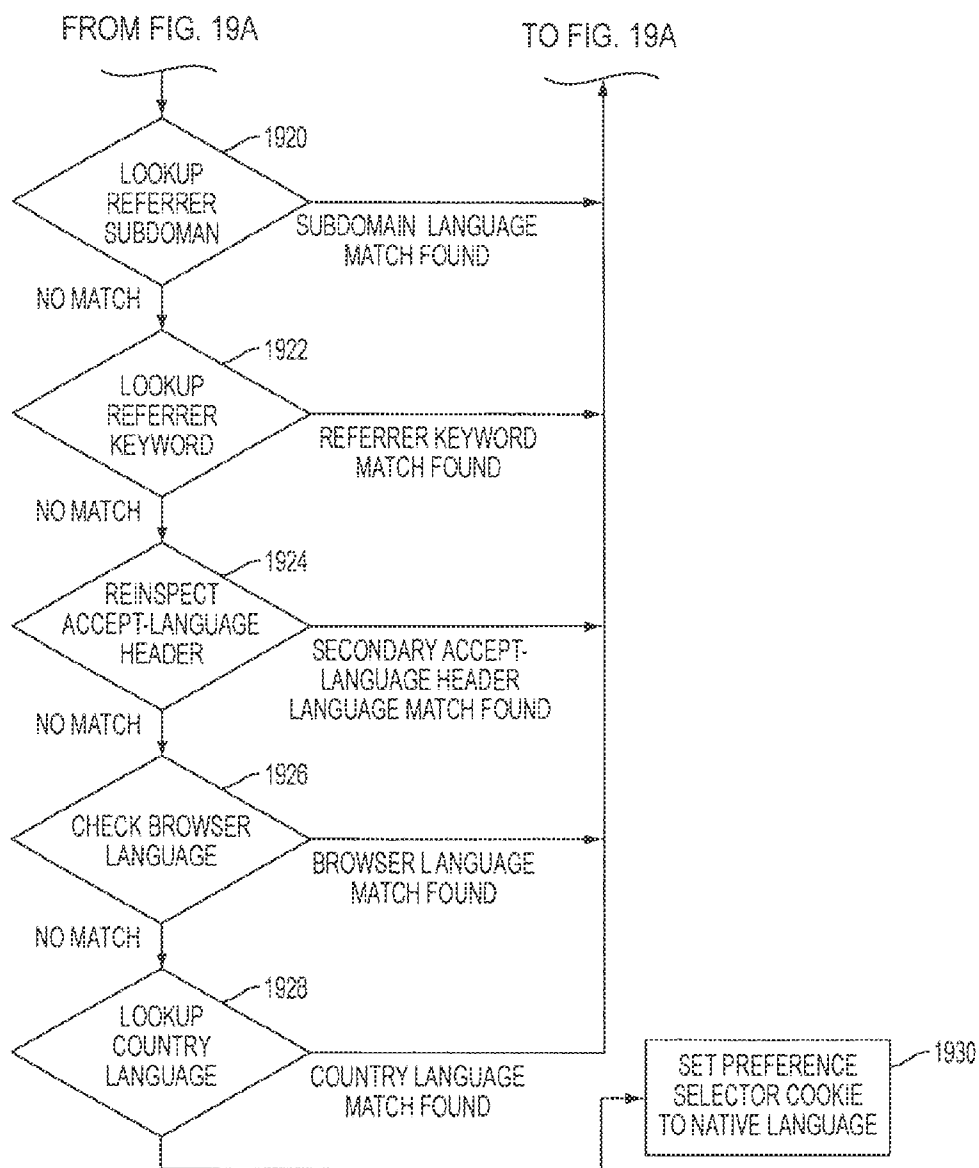 FROM FIG. 19A
TO FIG. 19A
1920
LOOKUP
REFERRER
SUBDOMAN
SUBDOMAIN LANGUAGE
MATCH FOUND
NO MATCH
1922
LOOKUP
REFERRER
KEYWORD
REFERRER KEYWORD
MATCH FOUND
NO MATCH
1924
REINSPECT
ACCEPT-LANGUAGE
HEADER
SECONDARY ACCEPT-
LANGUAGE HEADER
LANGUAGE MATCH FOUND
NO MATCH
1926
CHECK BROWSER
LANGUAGE
BROWSER LANGUAGE
MATCH FOUND
NO MATCH
1928
LOOKUP
COUNTRY
LANGUAGE
COUNTRY LANGUAGE
MATCH FOUND
1930
SET PREFERENCE
SELECTOR COOKIE
TO NATIVE LANGUAGE